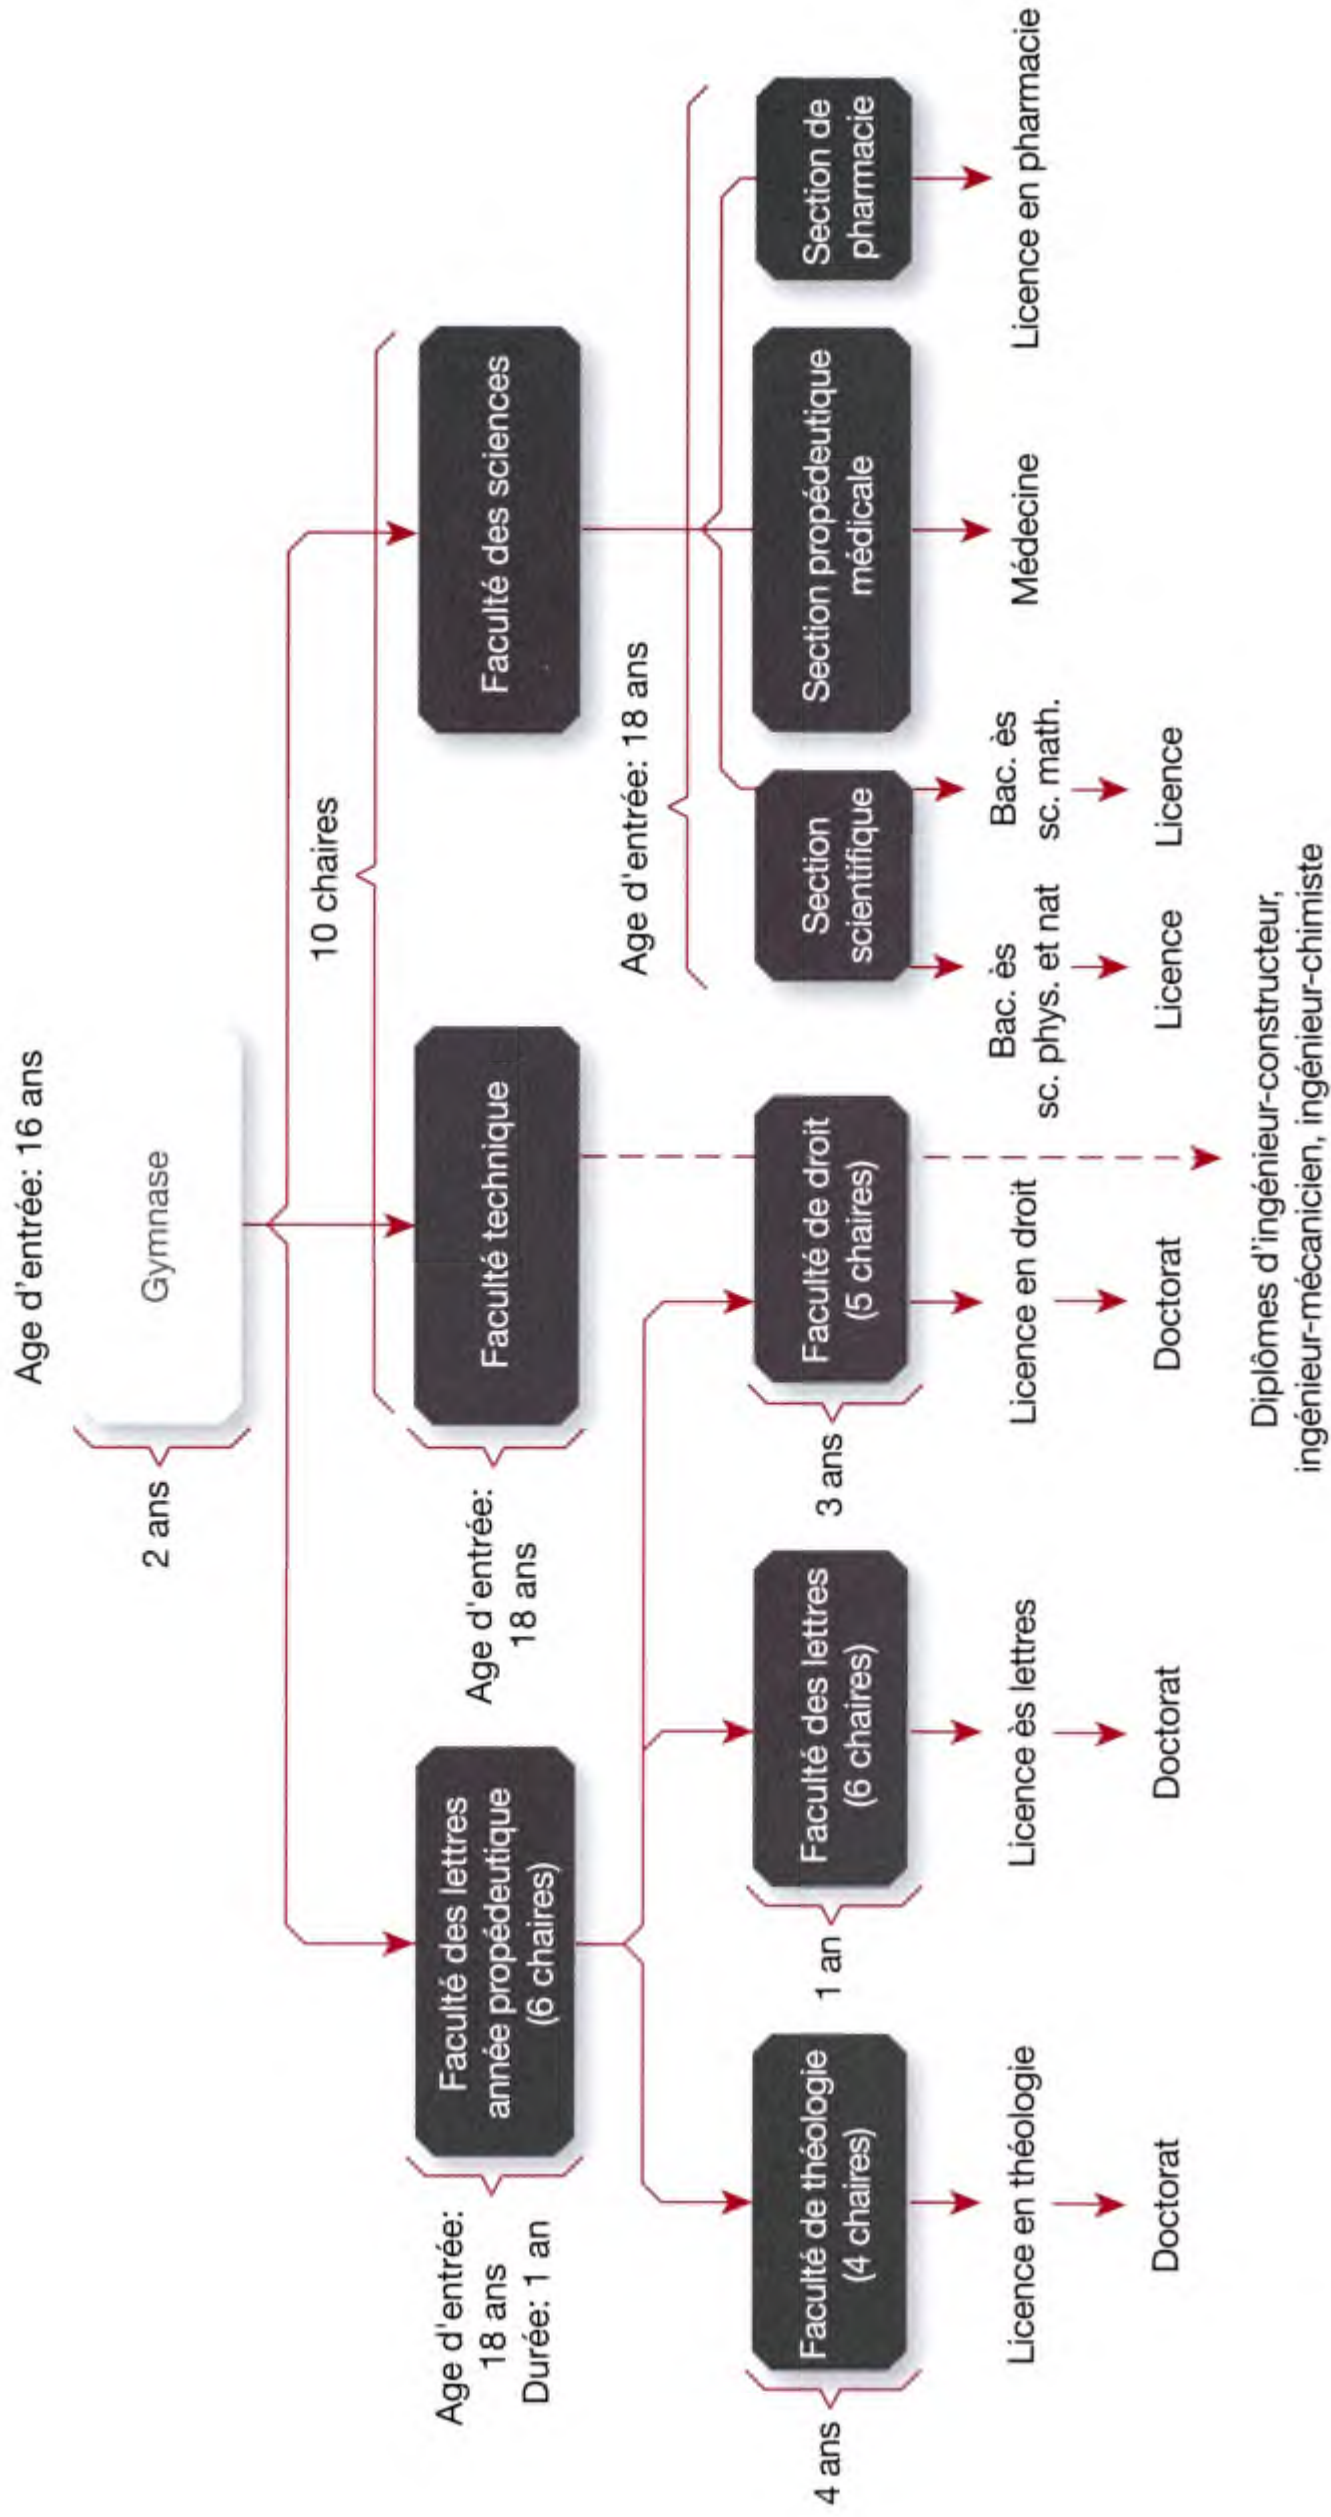 Age d'entrée: 16 ans
2 ans
Gymnase
10 chaires
Age d'entrée:
18 ans
Durée: 1 an
Faculté des lettres
année propédeutique
(6 chaires)
Age d'entrée:
18 ans
Faculté technique
Faculté des sciences
Age d'entrée: 18 ans
4 ans
Faculté de théologie
(4 chaires)
1 an
Faculté des lettres
(6 chaires)
3 ans
Faculté de droit
(5 chaires)
Section
scientifique
Section propédeutique
médicale
Section de
pharmacie
Licence en théologie
Licence ès lettres
Licence en droit
Bac. ès
sc. phys. et nat
Bac. ès
sc. math.
Médecine
Licence en pharmacie
Doctorat
Doctorat
Doctorat
Licence
Licence
Diplômes d'ingénieur-constructeur,
ingénieur-mécanicien, ingénieur-chimiste